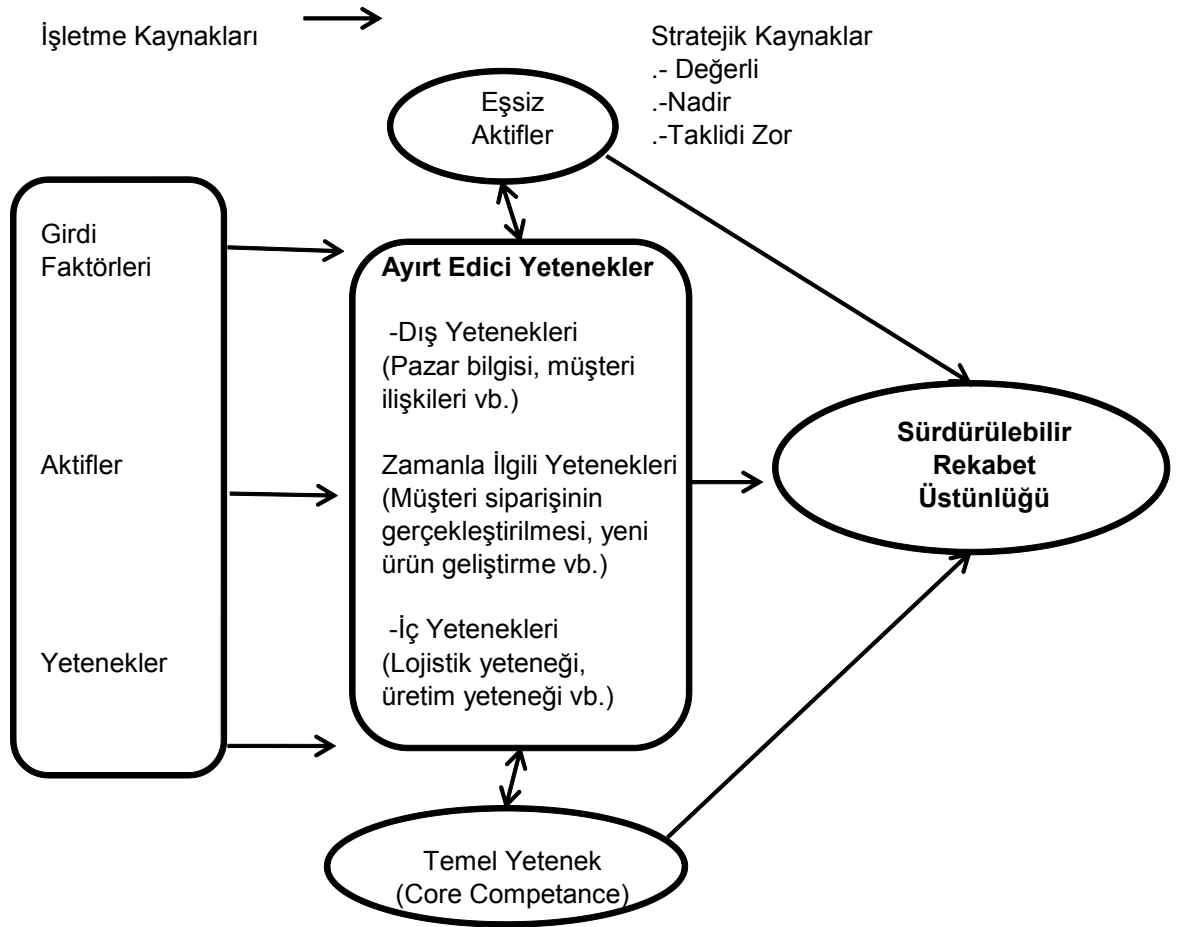 İşletme Kaynakları
Stratejik Kaynaklar
.- Değerli
.-Nadir
.-Taklidi Zor
Eşsiz
Aktifler
Girdi
Faktörleri
Aktifler
Yetenekler
Ayırt Edici Yetenekler
-Dış Yetenekleri
(Pazar bilgisi, müşteri
ilişkileri vb.)
Zamanla İlgili Yetenekleri
(Müşteri siparişinin
gerçekleştirilmesi, yeni
ürün geliştirme vb.)
-İç Yetenekleri
(Lojistik yeteneği,
üretim yeteneği vb.)
Sürdürülebilir
Rekabet
Üstünlüğü
Temel Yetenek
(Core Competance)